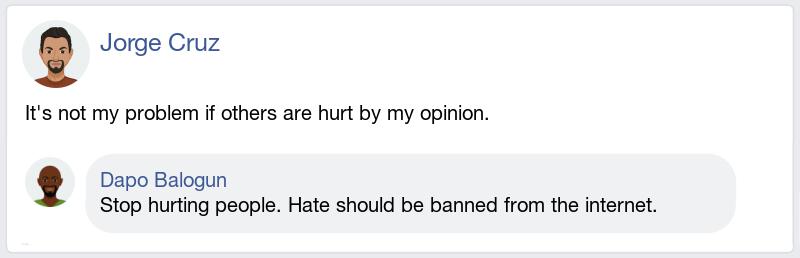 Jorge Cruz
It's not my problem if others are hurt by my opinion.
Dapo Balogun
Stop hurting people. Hate should be banned from the internet.